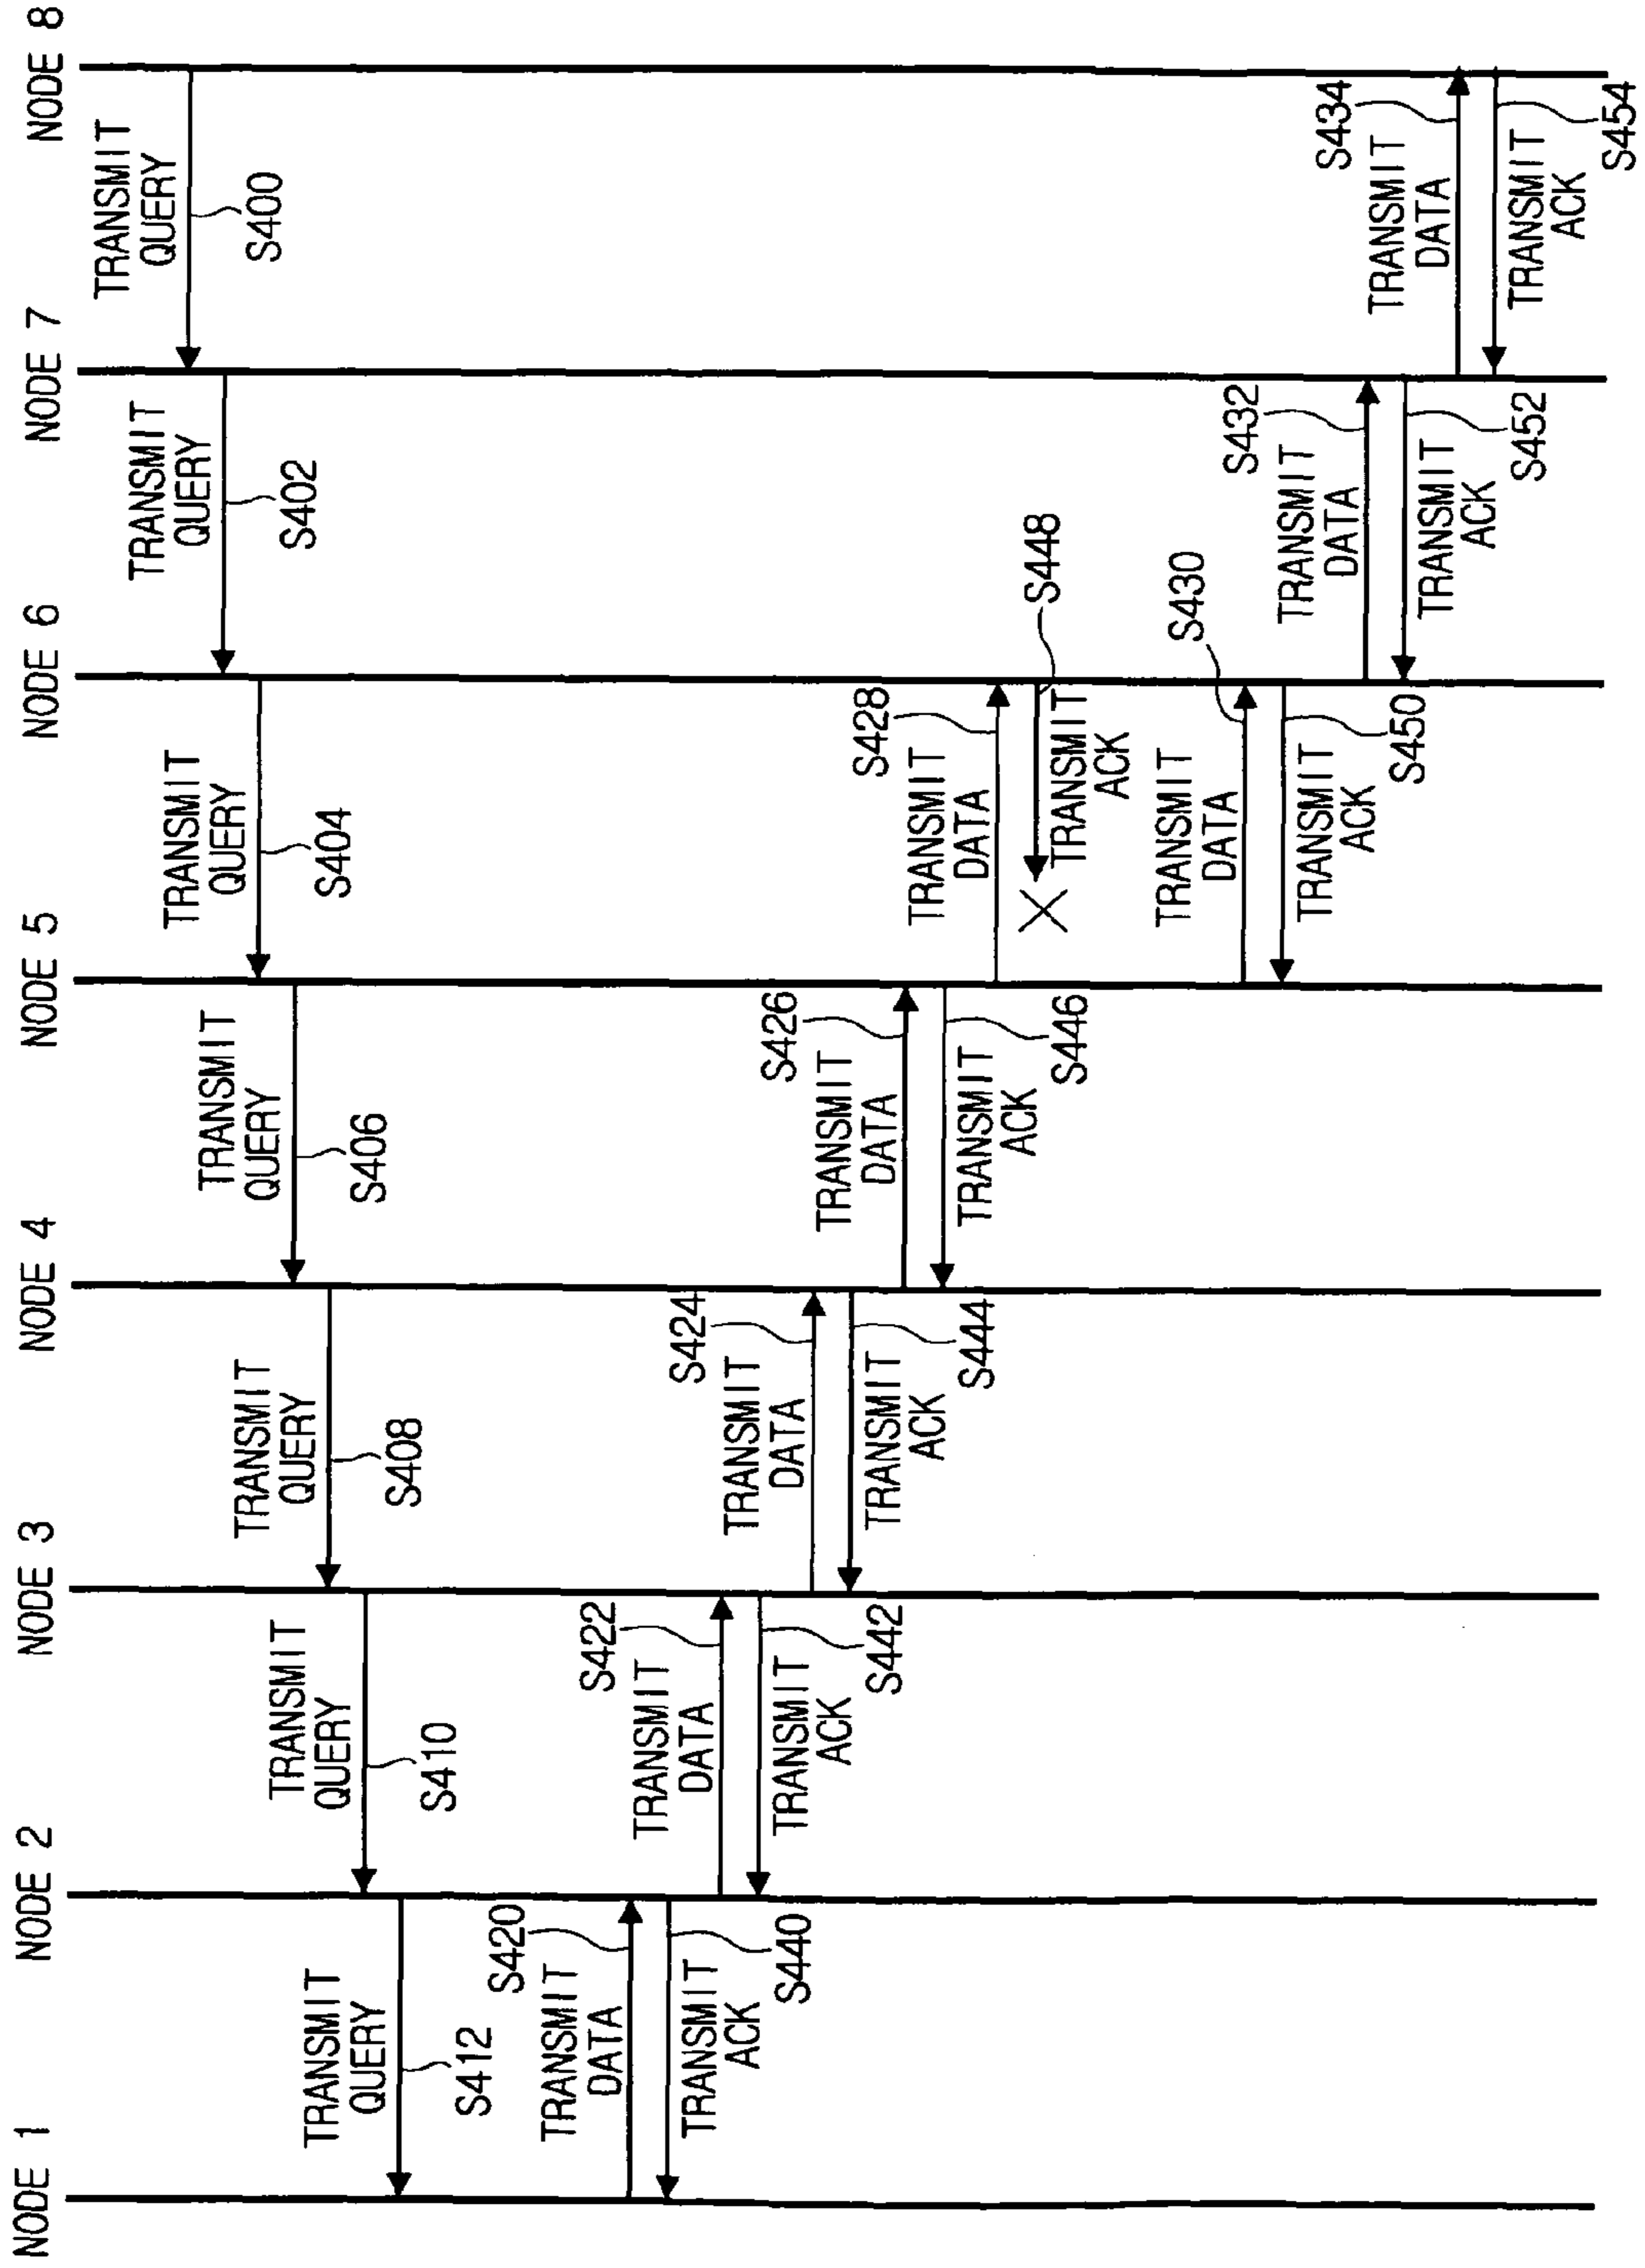 NODE 1
NODE 2
NODE 3
NODE 4
NODE 5
NODE 6
NODE 7
NODE 8
TRANSMIT
QUERY
S400
TRANSMIT
QUERY
S402
TRANSMIT
QUERY
S404
TRANSMIT
QUERY
S406
TRANSMIT
QUERY
S408
TRANSMIT
QUERY
S410
TRANSMIT
QUERY
S412
S420
TRANSMIT
DATA
TRANSMIT
ACK
S440
S422
TRANSMIT
DATA
TRANSMIT
ACK
S442
S424
TRANSMIT
DATA
TRANSMIT
ACK
S444
S426
TRANSMIT
DATA
TRANSMIT
ACK
S446
S428
TRANSMIT
DATA
S448
TRANSMIT
ACK
S430
TRANSMIT
DATA
TRANSMIT
ACK
S450
S432
TRANSMIT
DATA
TRANSMIT
ACK
S452
S434
TRANSMIT
DATA
TRANSMIT
ACK
S454